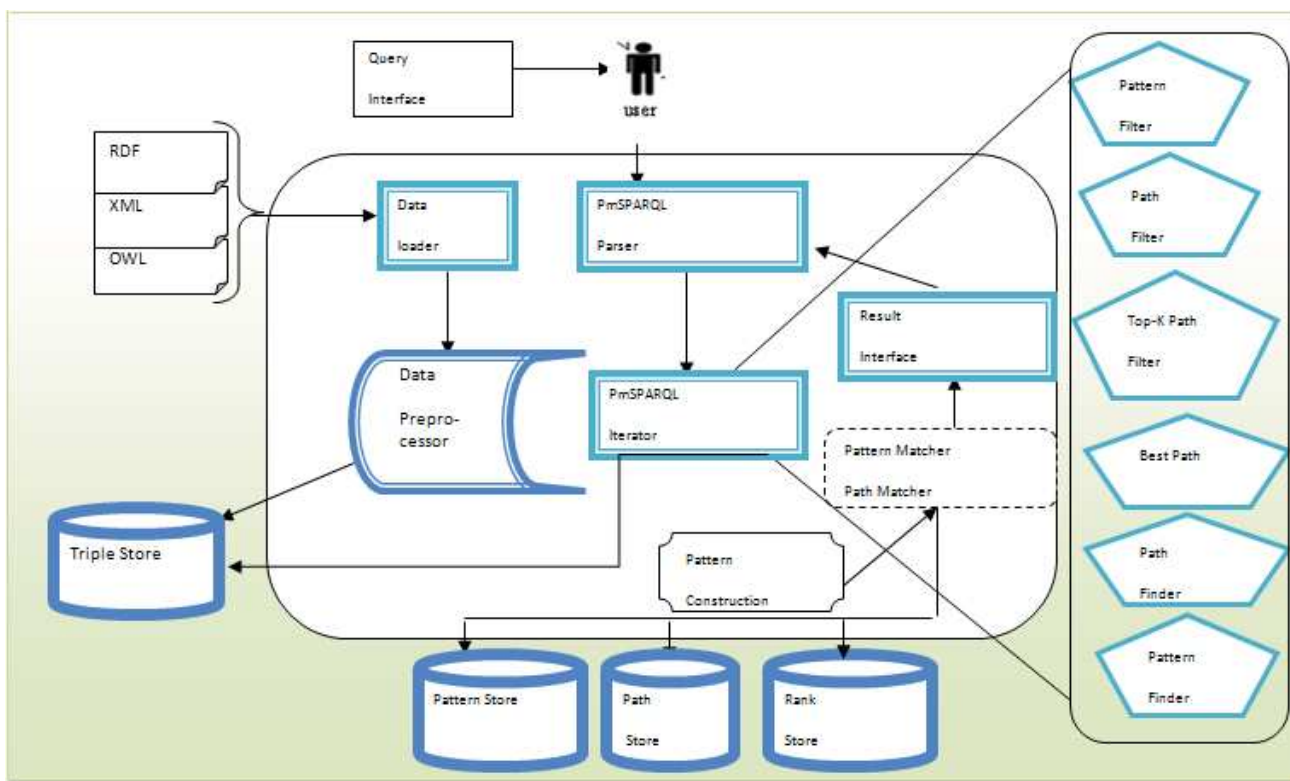 Query
Interface
user
RDF
XML
OWL
Data
loader
PmSPARQL
Parser
Result
Interface
Data
Prepro-
cessor
PmSPARQL
Iterator
Pattern Matcher
Path Matcher
Triple Store
Pattern
Construction
Pattern Store
Path
Store
Rank
Store
Pattern
Filter
Path
Filter
Top-K Path
Filter
Best Path
Path
Finder
Pattern
Finder